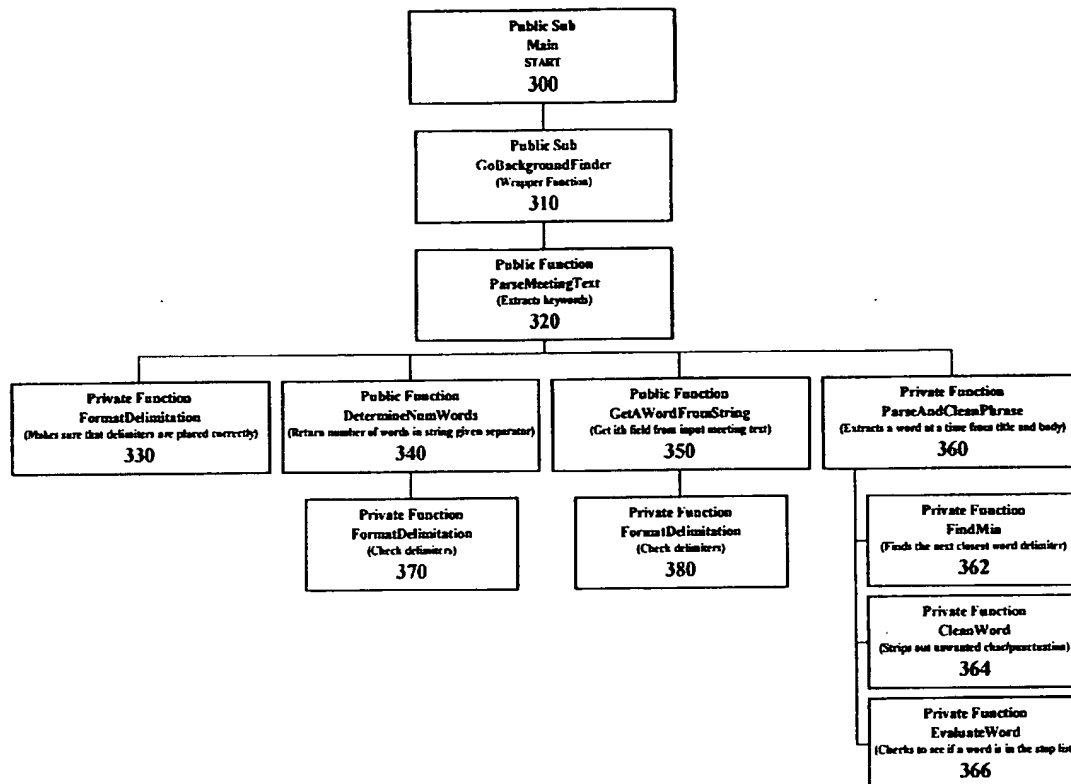 Public Sub
Main
START
300
Public Sub
GoBackgroundFinder
(Wrapper Function)
310
Public Function
ParseMeetingText
(Extracts keywords)
320
Private Function
FormatDelimitation
(Makes sure that delimiters are placed correctly)
330
Public Function
DetermineNumWords
(Return number of words in string given separator)
340
Public Function
GetAWordFromString
(Get ith field from input meeting text)
350
Private Function
ParseAndCleanPhrase
(Extracts a word at a time from title and body)
360
Private Function
FormatDelimitation
(Check delimiters)
370
Private Function
FormatDelimitation
(Check delimiters)
380
Private Function
FindMin
(Finds the next closest word delimiter)
362
Private Function
CleanWord
(Strips out unwanted char/punctuation)
364
Private Function
EvaluateWord
(Checks to see if a word is in the stop list
366